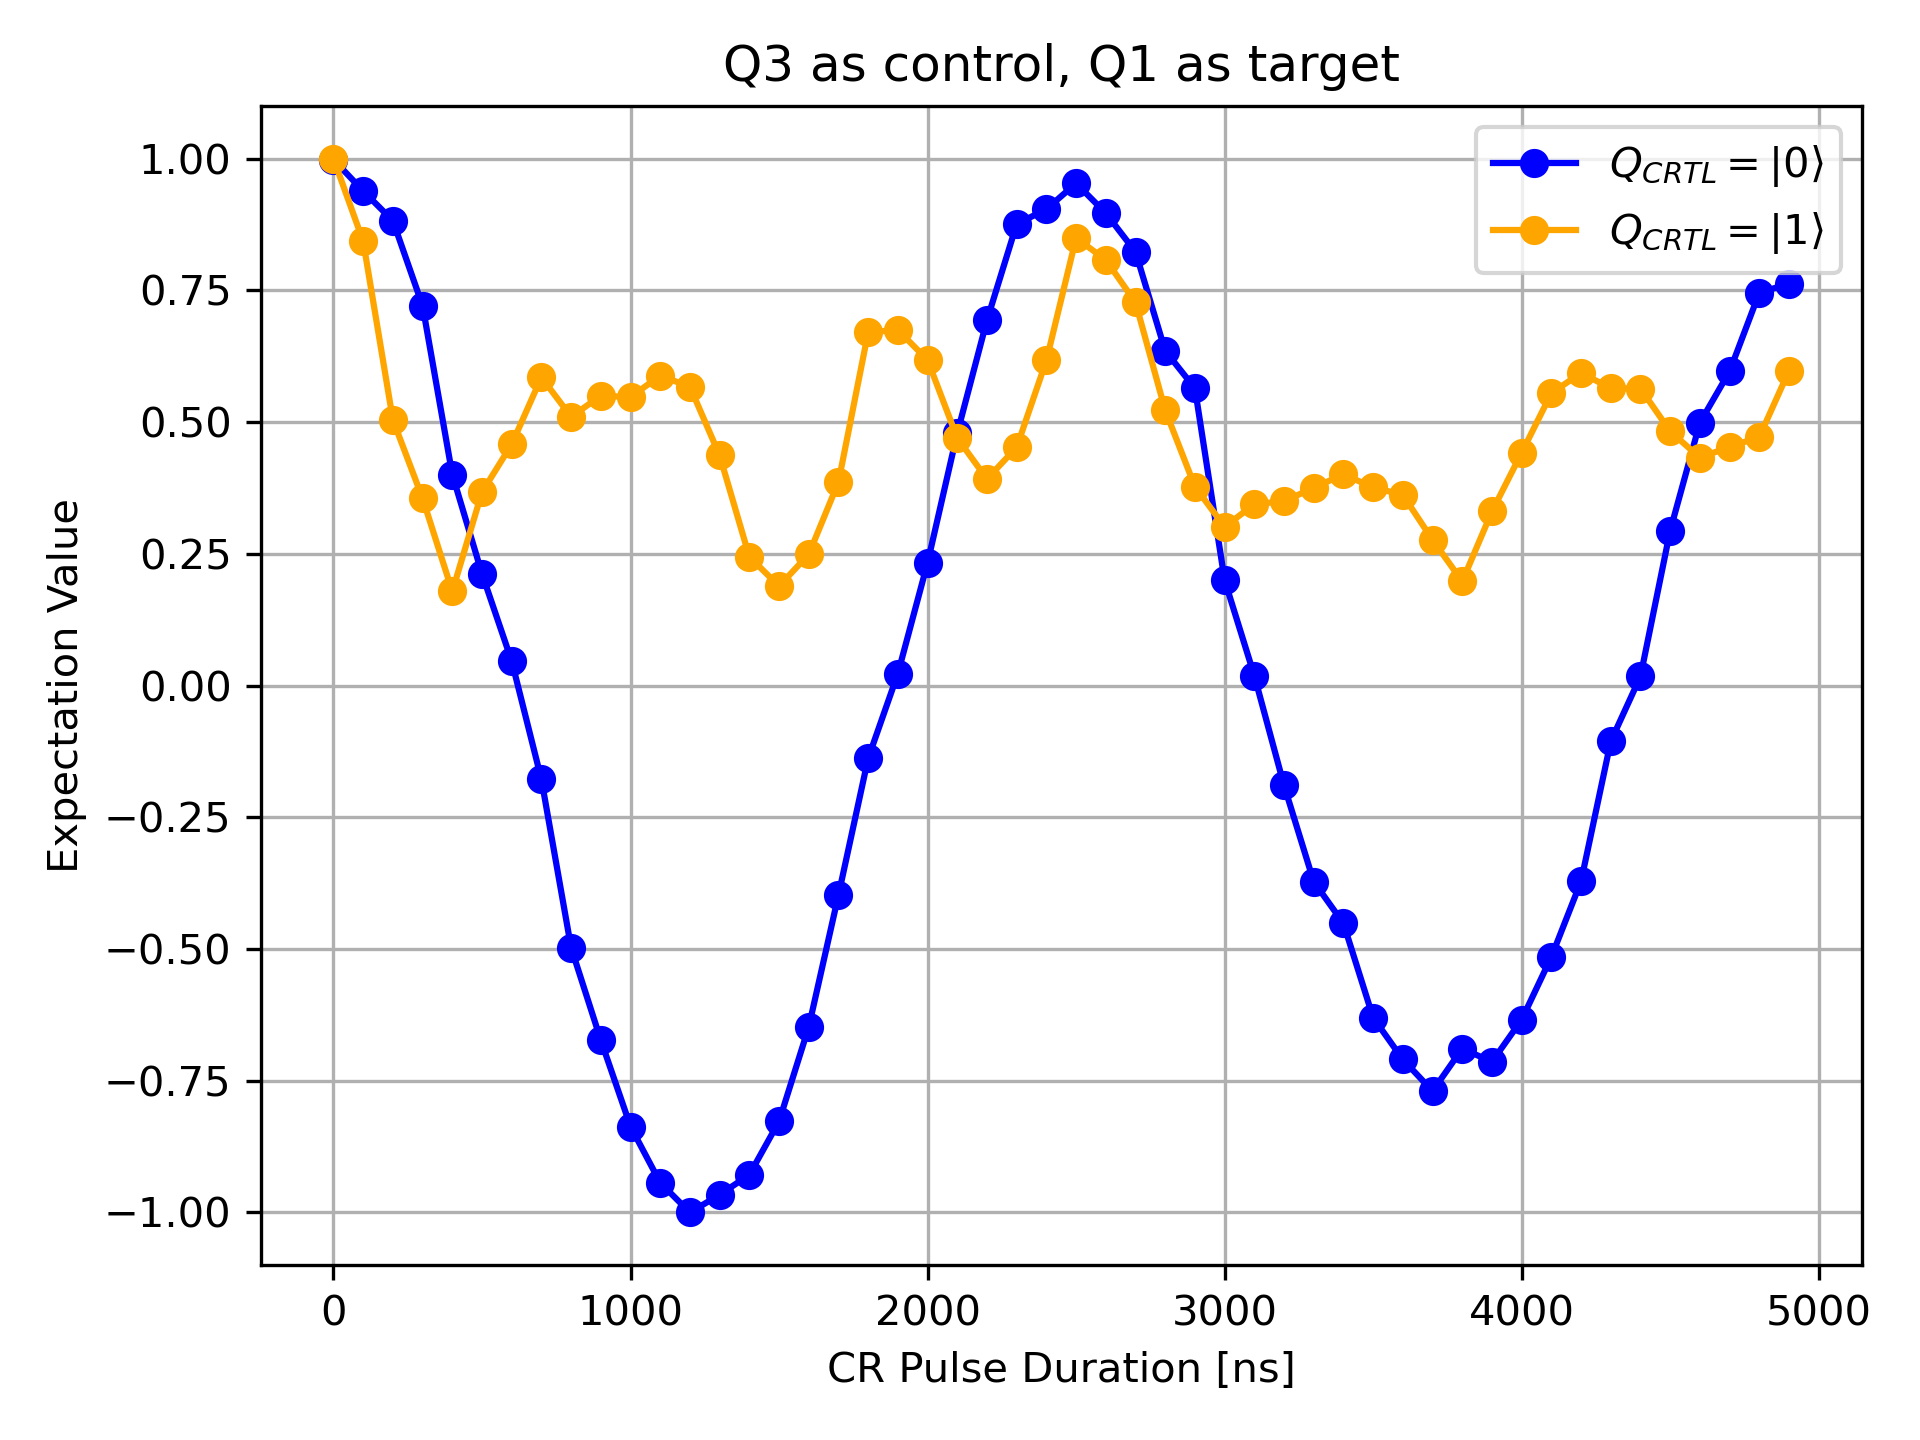 Q3 as control, Q1 as target
Q_CRTL = |0⟩
Q_CRTL = |1⟩
1.00
0.75
0.50
0.25
0.00
−0.25
−0.50
−0.75
−1.00
Expectation Value
0 1000 2000 3000 4000 5000
CR Pulse Duration [ns]